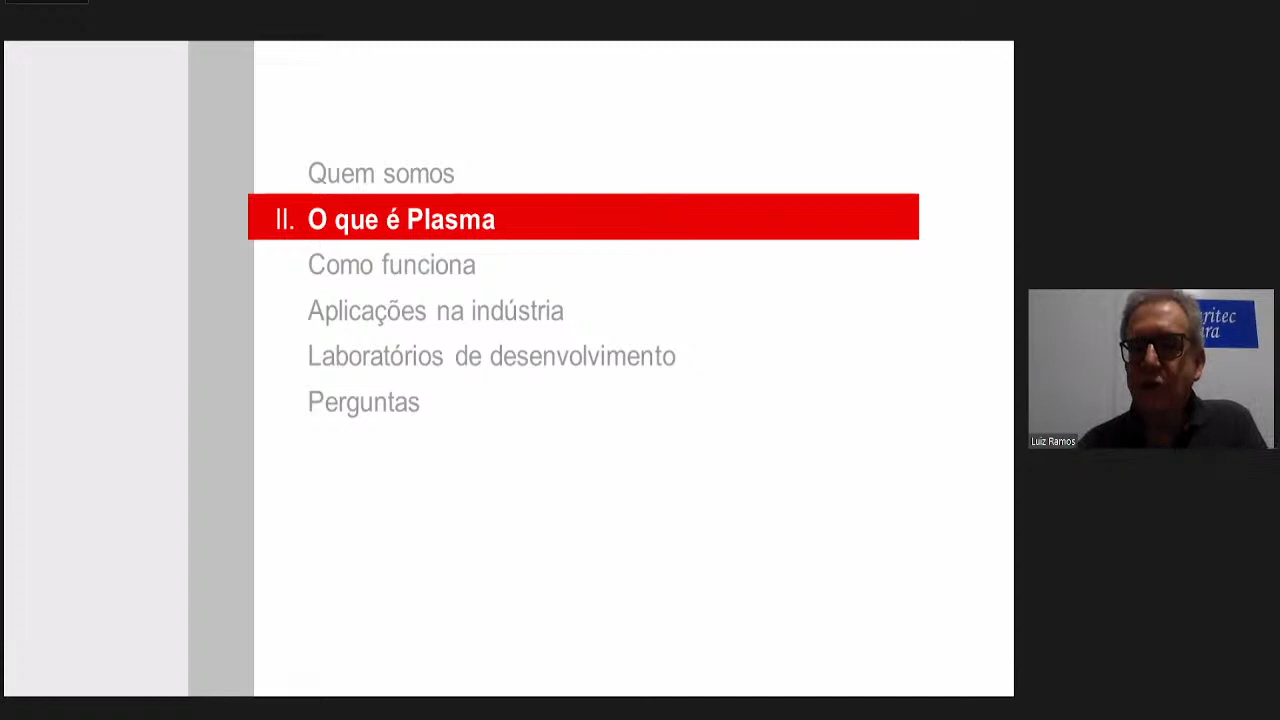 Quem somos
II. O que é Plasma
Como funciona
Aplicações na indústria
Laboratórios de desenvolvimento
Perguntas
Luiz Ramos